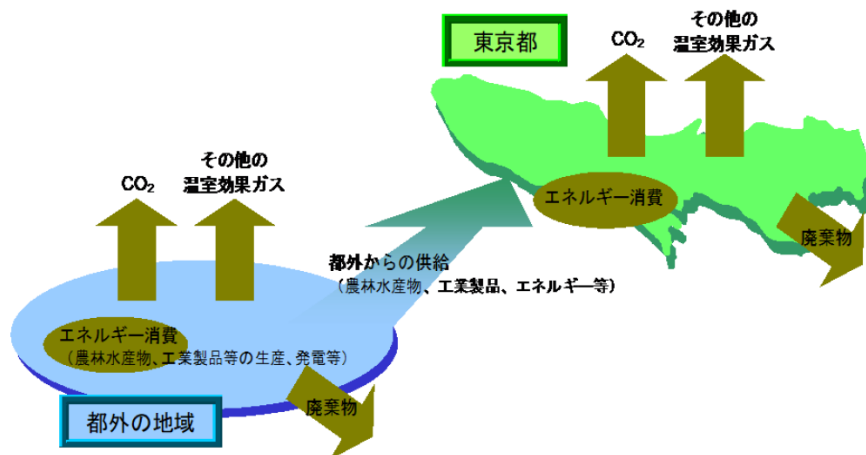 東京都
CO₂
その他の
温室効果ガス
エネルギー消費
廃棄物
都外からの供給
（農林水産物、工業製品、エネルギー等）
CO₂
その他の
温室効果ガス
エネルギー消費
（農林水産物、工業製品等の生産、発電等）
廃棄物
都外の地域